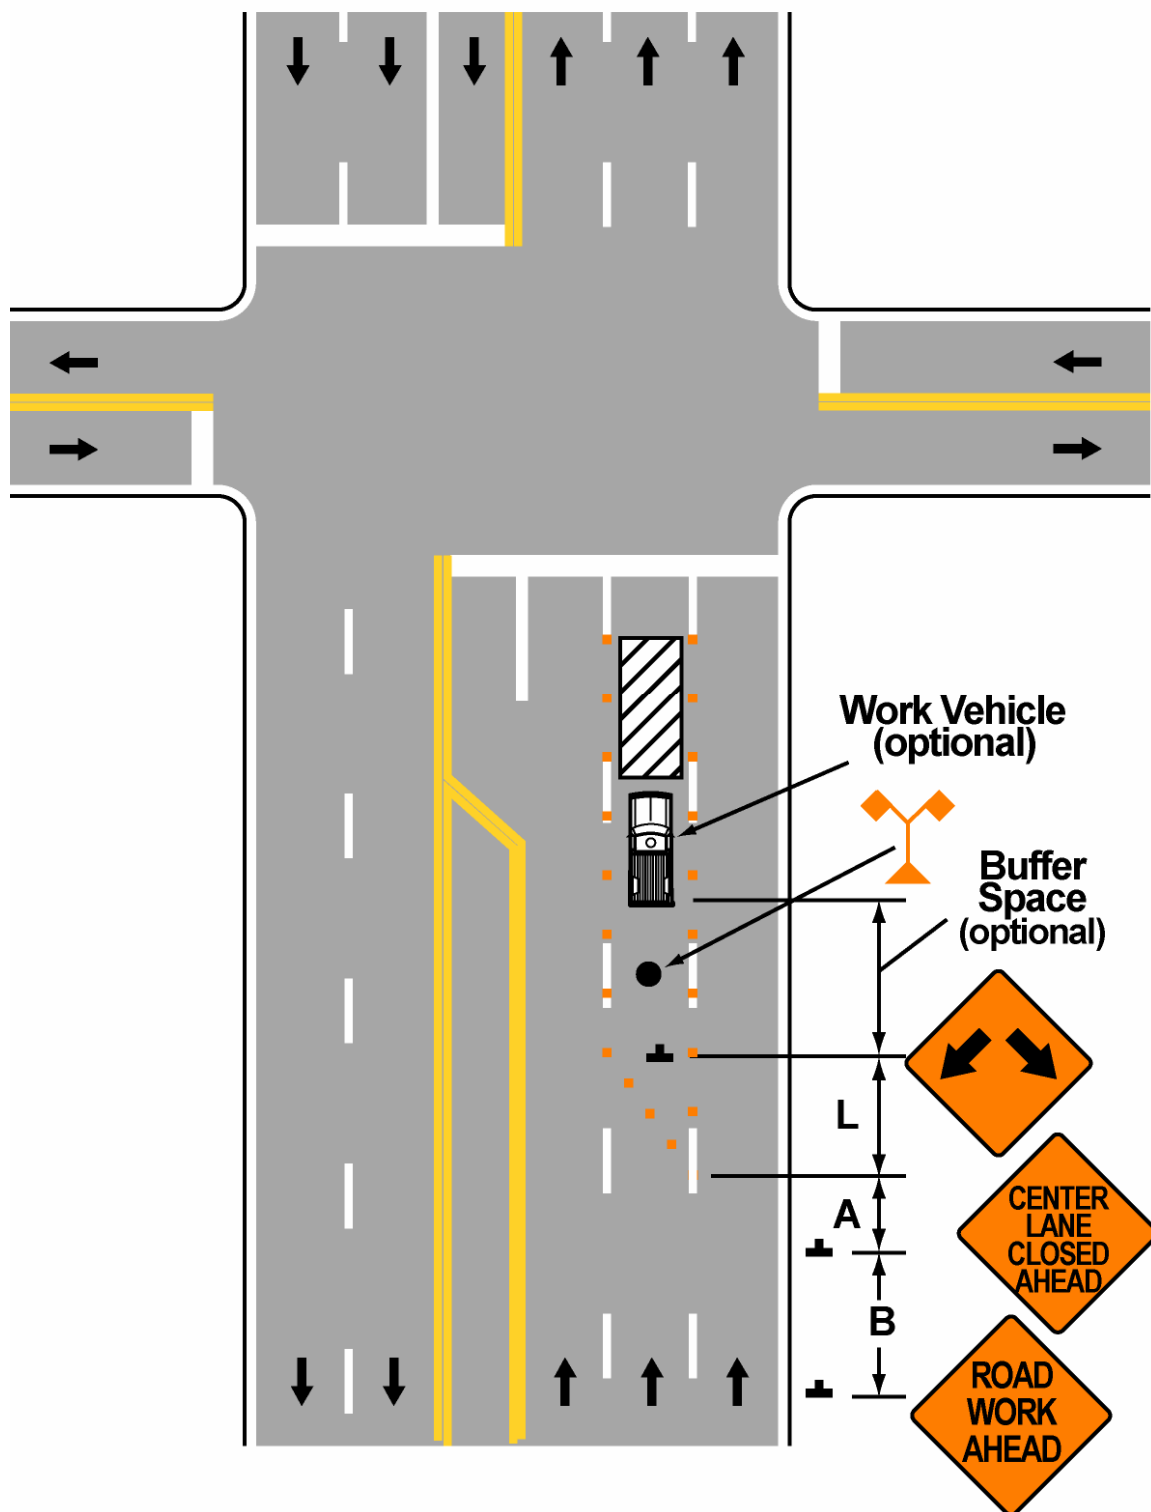 Work Vehicle
(optional)
Buffer
Space
(optional)
L
A
CENTER
LANE
CLOSED
AHEAD
B
ROAD
WORK
AHEAD